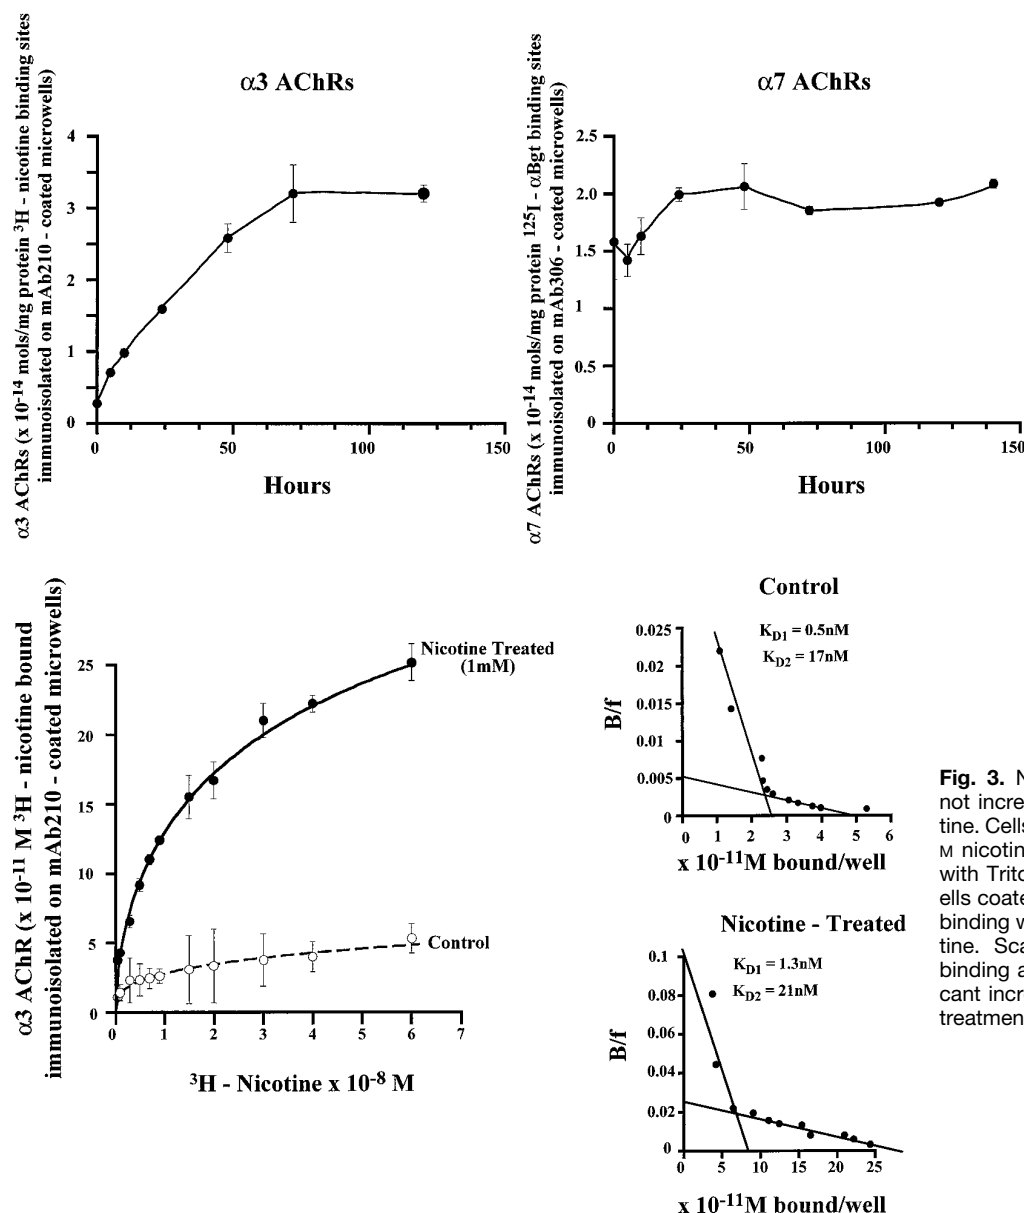 α3 AChRs (x 10⁻¹⁴ mols/mg protein ³H - nicotine binding sites
immunoisolated on mAb210 - coated microwells)
α3 AChRs
4
3
2
1
0
0 50 100 150
Hours
α7 AChRs (x 10⁻¹⁴ mols/mg protein ¹²⁵I - αBgt binding sites
immunoisolated on mAb306 - coated microwells)
α7 AChRs
2.5
2.0
1.5
1
0.5
0
0 50 100 150
Hours
α3 AChR (x 10⁻¹¹ M ³H - nicotine bound
immunoisolated on mAb210 - coated microwells)
25
20
15
10
5
0
Nicotine Treated
(1mM)
Control
0 1 2 3 4 5 6 7
³H - Nicotine x 10⁻⁸ M
Control
K_D1 = 0.5nM
K_D2 = 17nM
B/f
0.025
0.02
0.015
0.01
0.005
0
0 1 2 3 4 5 6
x 10⁻¹¹M bound/well
Nicotine - Treated
K_D1 = 1.3nM
K_D2 = 21nM
B/f
0.1
0.08
0.06
0.04
0.02
0
0 5 10 15 20 25
x 10⁻¹¹M bound/well
Fig. 3. N
not increa
tine. Cells
M nicotin
with Trito
ells coate
binding w
tine. Sca
binding a
cant incre
treatmen